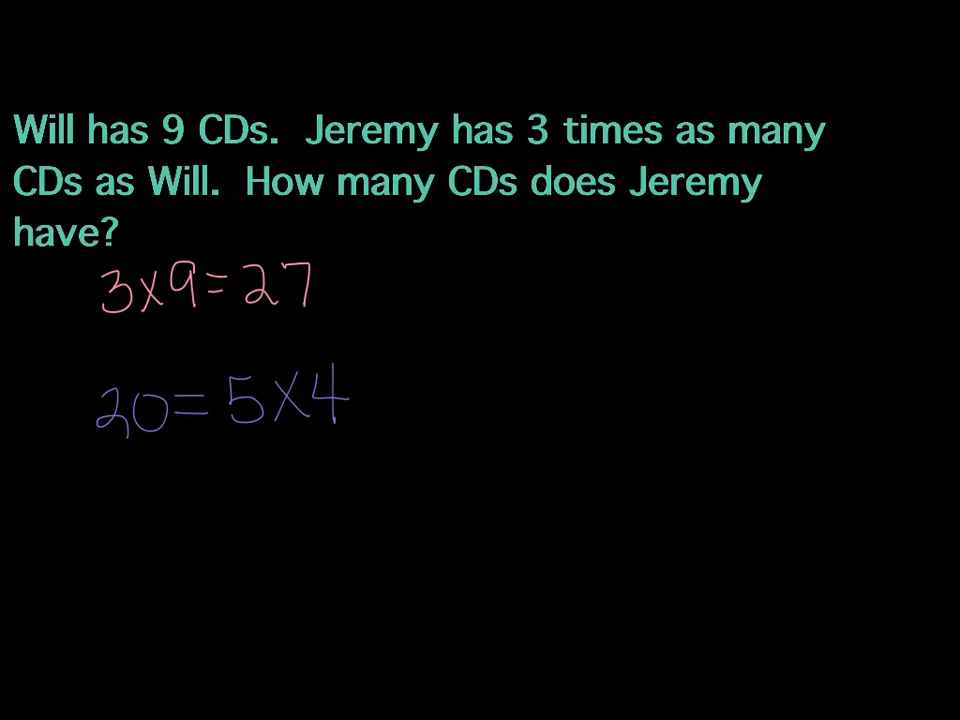 Will has 9 CDs.  Jeremy has 3 times as many
CDs as Will.  How many CDs does Jeremy
have?
3x9=27
20=5X4